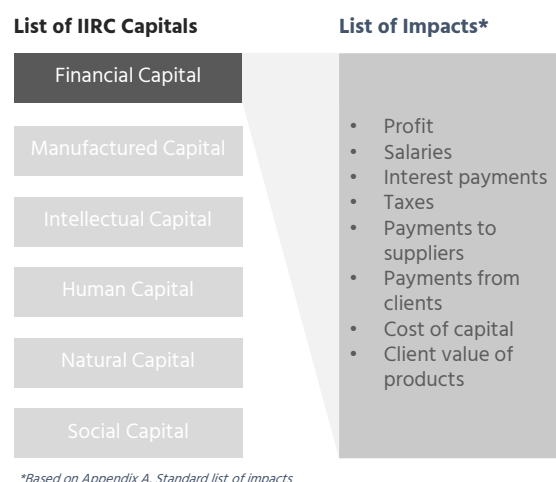 List of IIRC Capitals
Financial Capital
Manufactured Capital
Intellectual Capital
Human Capital
Natural Capital
Social Capital
List of Impacts*
• Profit
• Salaries
• Interest payments
• Taxes
• Payments to
suppliers
• Payments from
clients
• Cost of capital
• Client value of
products
*Based on Appendix A. Standard list of impacts